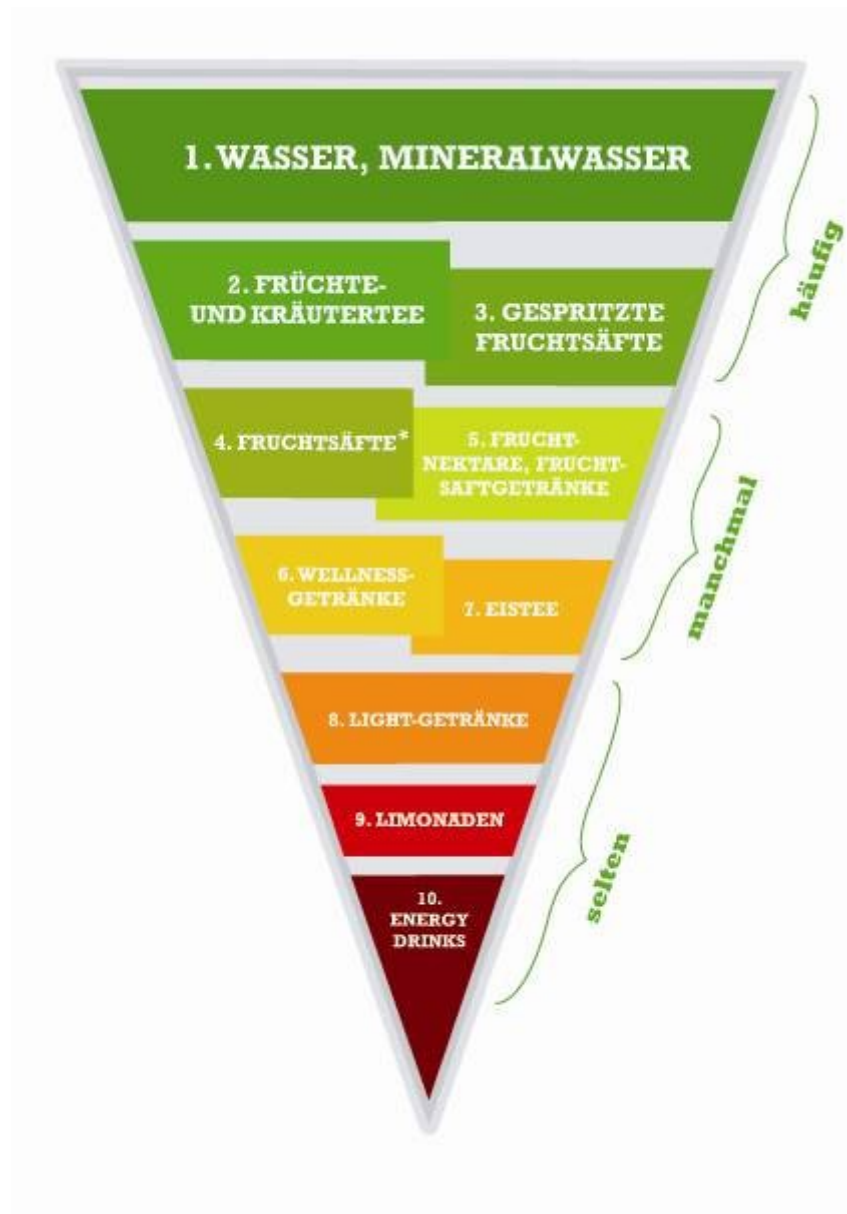 1. WASSER, MINERALWASSER
2. FRÜCHTE-
UND KRÄUTERTEE
3. GESPRITZTE
FRUCHTSÄFTE
häufig
4. FRUCHTSÄFTE*
5. FRUCHT-
NEKTARE, FRUCHT-
SAFTGETRÄNKE
6. WELLNESS-
GETRÄNKE
7. EISTEE
manchmal
8. LIGHT-GETRÄNKE
9. LIMONADEN
10.
ENERGY
DRINKS
selten